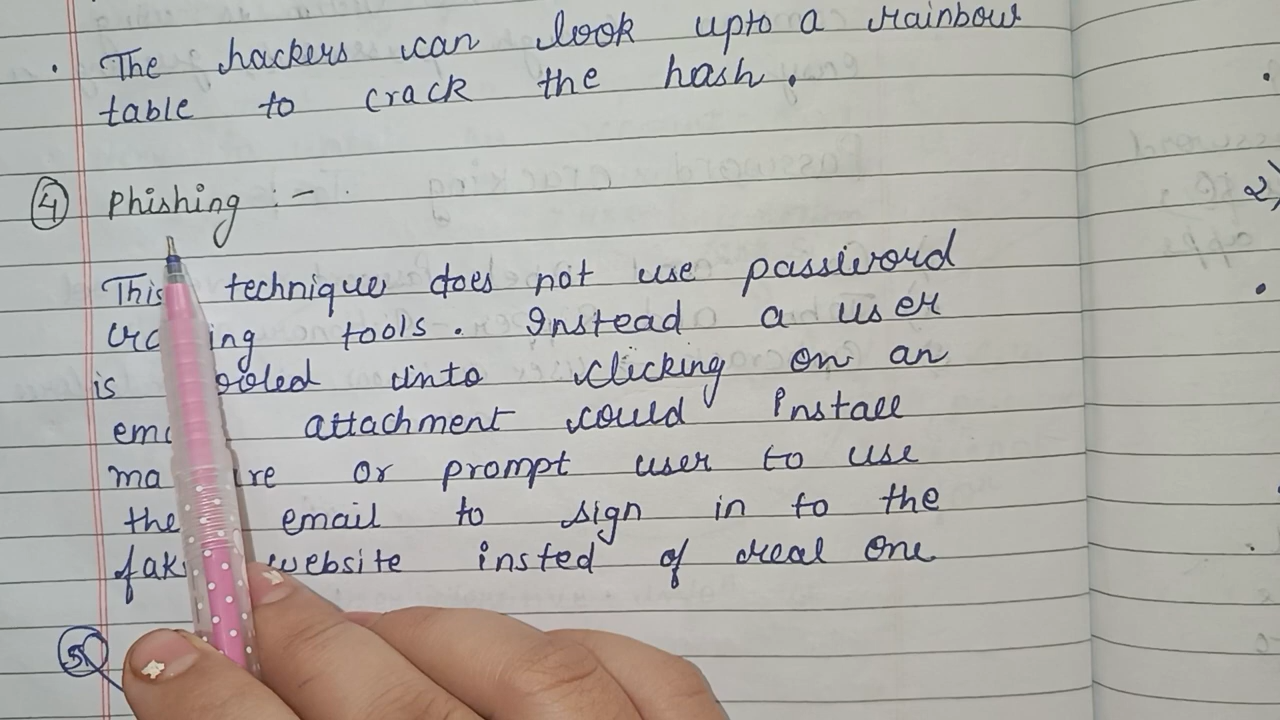 . The hackers can look upto a rainbow
table to crack the hash.
④ Phishing :-
This technique does not use password
ing tools. Instead a user
is ooled into clicking on an
attachment could Install
or prompt user to use
the email to sign in to the
website insted of real one
5
2)